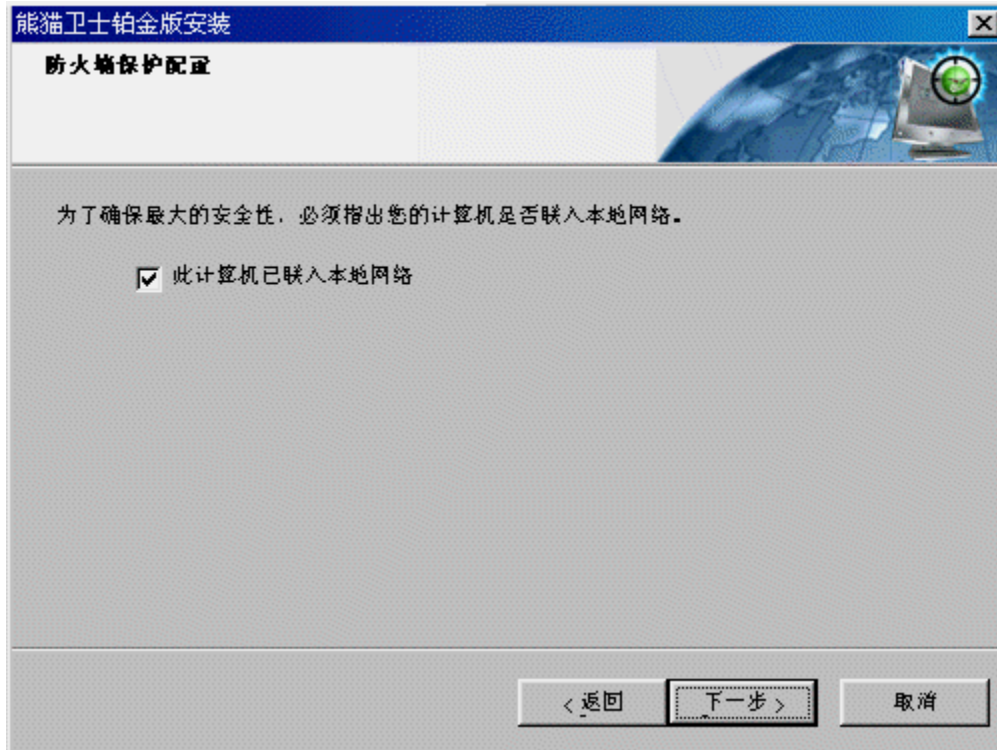 熊猫卫士铂金版安装
防火墙保护配置
为了确保最大的安全性，必须指出您的计算机是否联入本地网络。
此计算机已联入本地网络
< 返回
下一步 >
取消